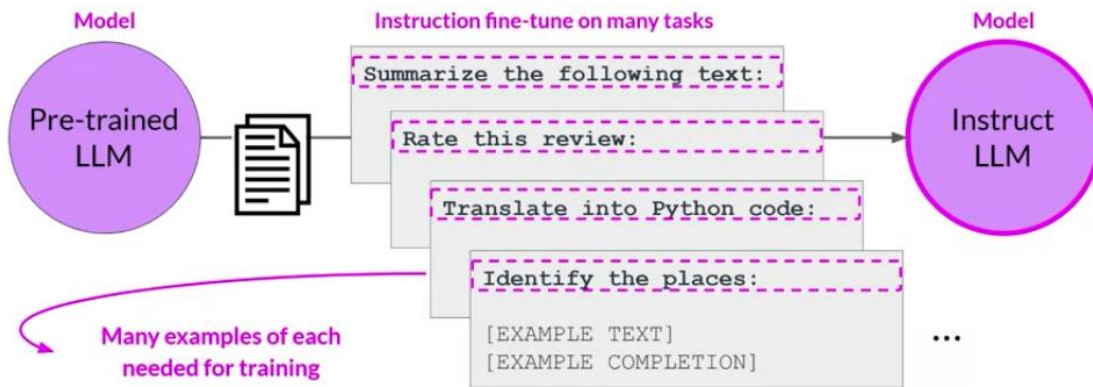 Model
Instruction fine-tune on many tasks
Model
Pre-trained
LLM
Summarize the following text:
Rate this review:
Translate into Python code:
Identify the places:
[EXAMPLE TEXT]
[EXAMPLE COMPLETION]
...
Instruct
LLM
Many examples of each
needed for training